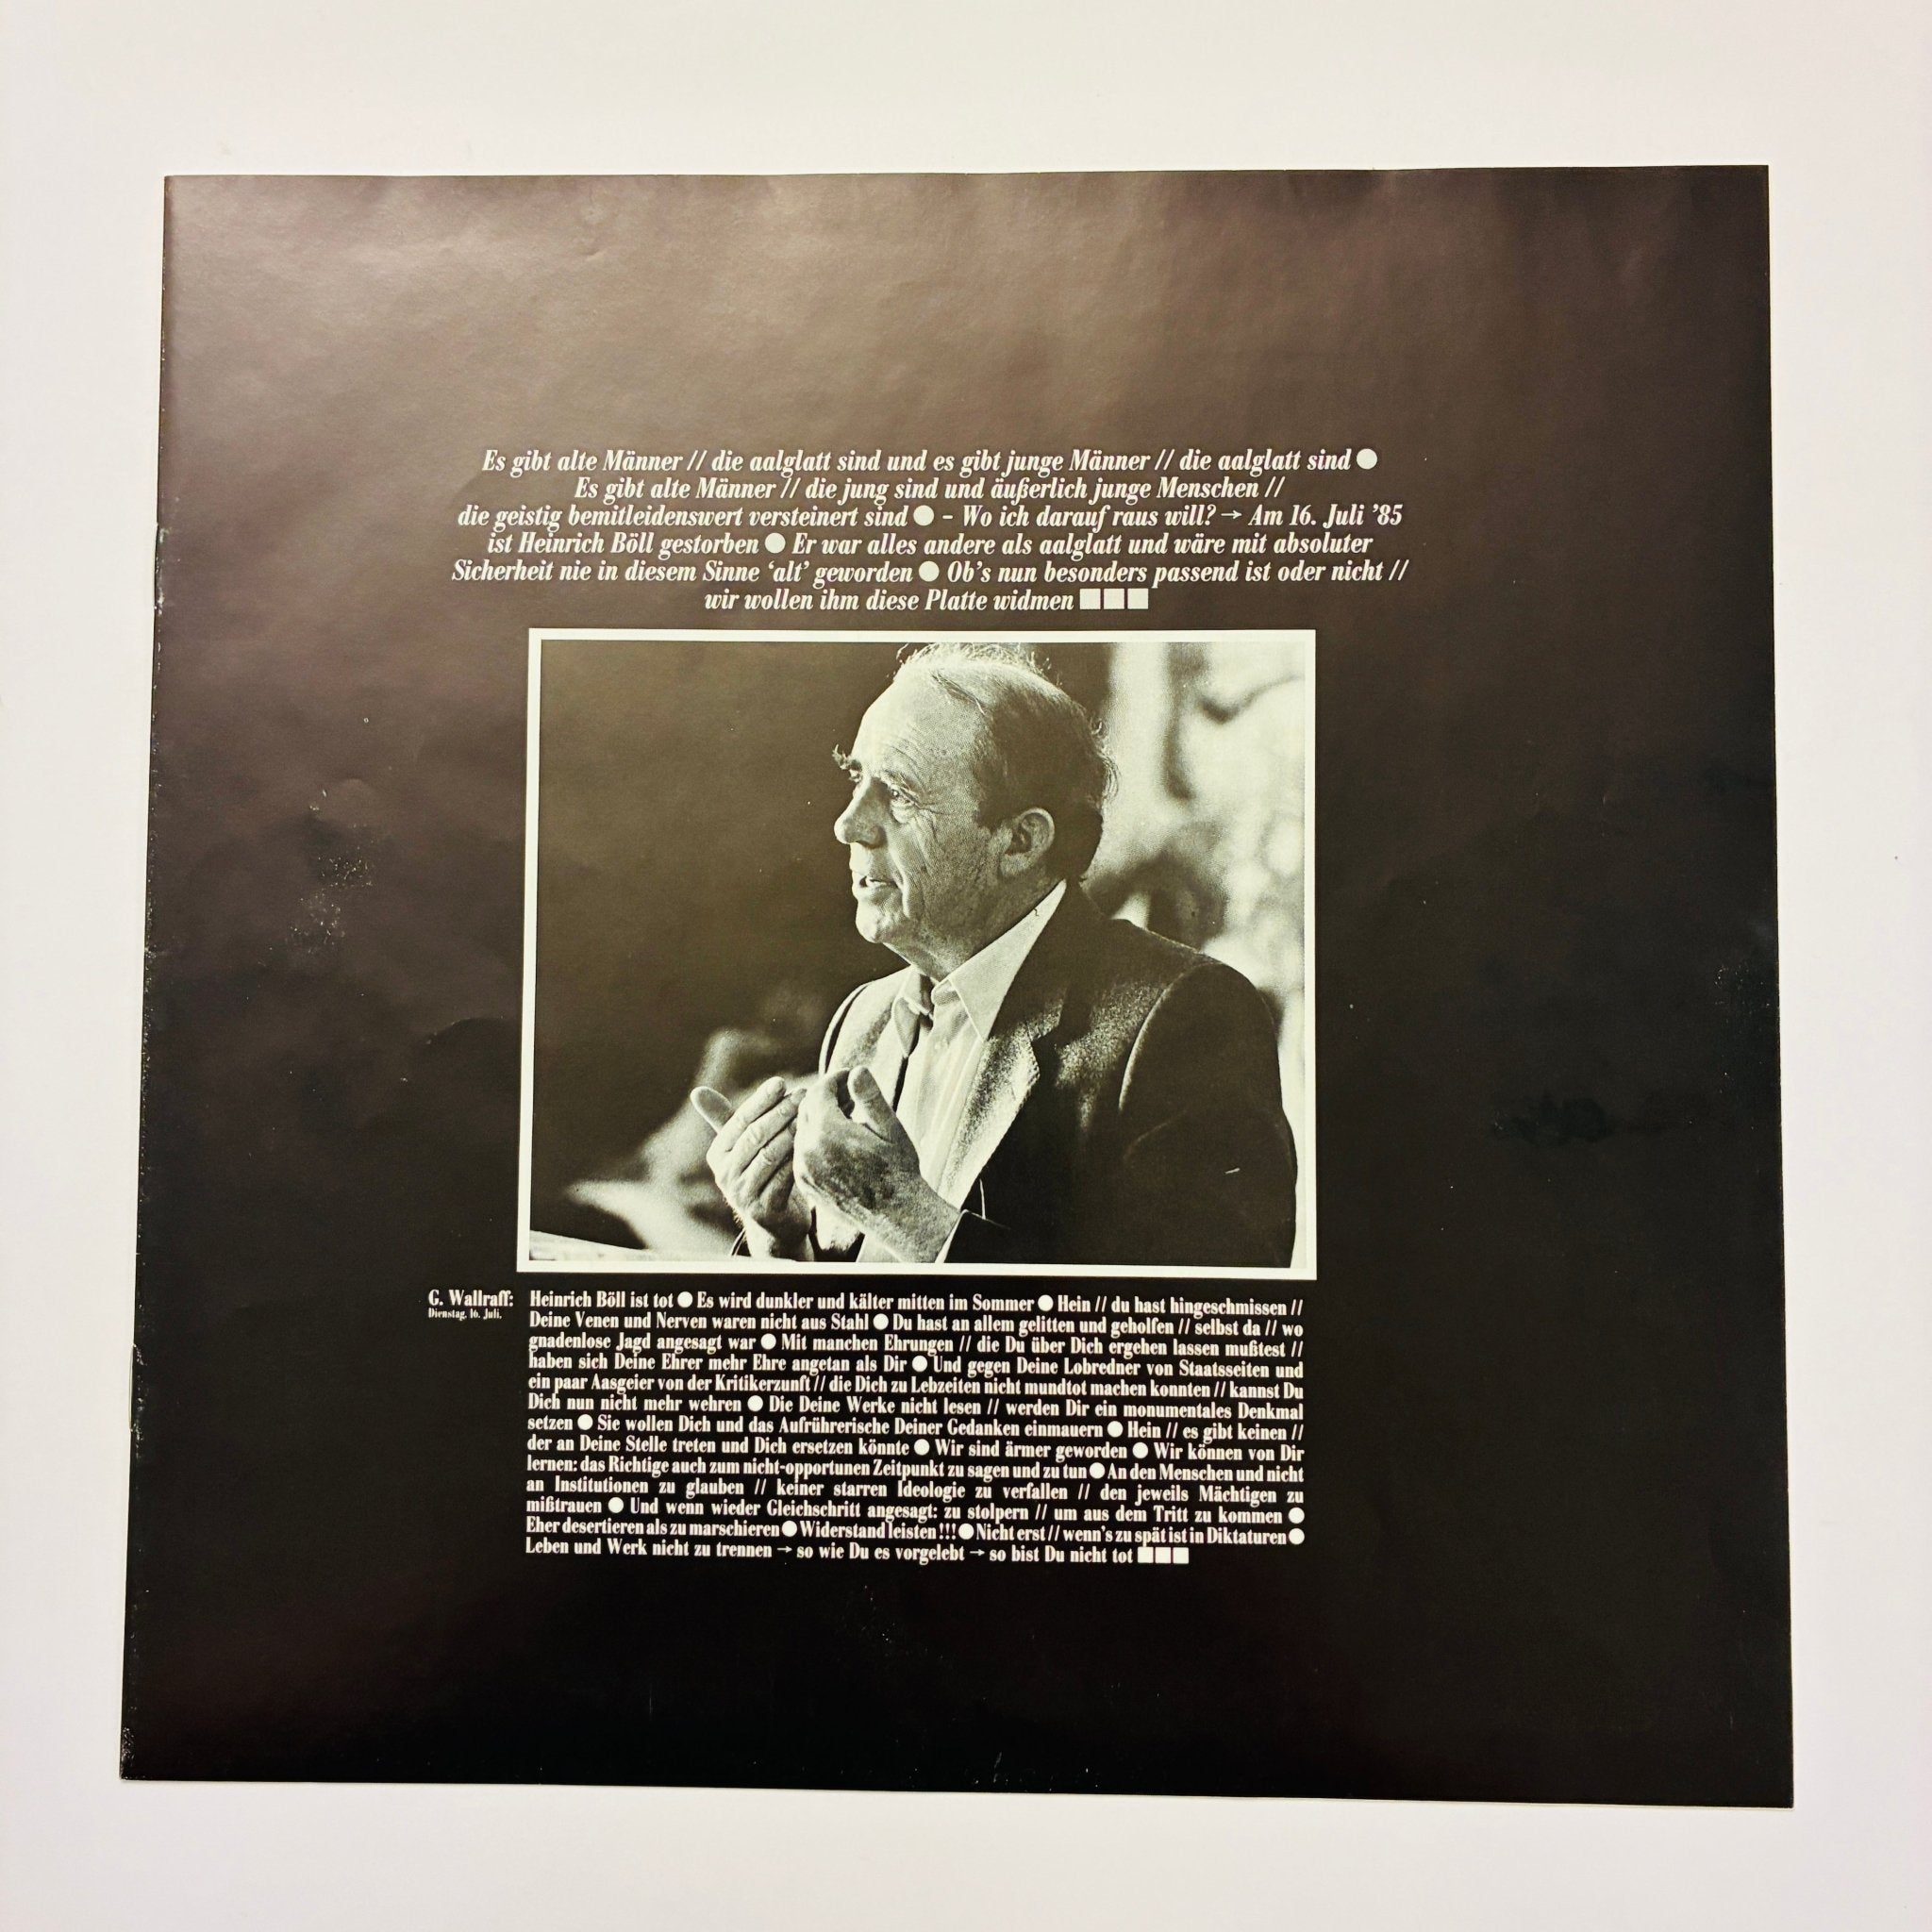 Es gibt alte Männer // die aalglatt sind und es gibt junge Männer // die aalglatt sind ●
Es gibt alte Männer // die jung sind und äußerlich junge Menschen //
die geistig bemitleidenswert versteinert sind ● – Wo ich darauf raus will? → Am 16. Juli ’85
ist Heinrich Böll gestorben ● Er war alles andere als aalglatt und wäre mit absoluter
Sicherheit nie in diesem Sinne ‘alt’ geworden ● Ob’s nun besonders passend ist oder nicht //
wir wollen ihm diese Platte widmen ■■■
G. Wallraff:
Dienstag, 16. Juli.
Heinrich Böll ist tot ● Es wird dunkler und kälter mitten im Sommer ● Hein // du hast hingeschmissen //
Deine Venen und Nerven waren nicht aus Stahl ● Du hast an allem gelitten und geholfen // selbst da // wo
gnadenlose Jagd angesagt war ● Mit manchen Ehrungen // die Du über Dich ergehen lassen mußtest //
haben sich Deine Ehrer mehr Ehre angetan als Dir ● Und gegen Deine Lobredner von Staatsseiten und
ein paar Aasgeier von der Kritikerzunft // die Dich zu Lebzeiten nicht mundtot machen konnten // kannst Du
Dich nun nicht mehr wehren ● Die Deine Werke nicht lesen // werden Dir ein monumentales Denkmal
setzen ● Sie wollen Dich und das Aufrührerische Deiner Gedanken einmauern ● Hein // es gibt keinen //
der an Deine Stelle treten und Dich ersetzen könnte ● Wir sind ärmer geworden ● Wir können von Dir
lernen: das Richtige auch zum nicht-opportunen Zeitpunkt zu sagen und zu tun ● An den Menschen und nicht
an Institutionen zu glauben // keiner starren Ideologie zu verfallen // den jeweils Mächtigen zu
mißtrauen ● Und wenn wieder Gleichschritt angesagt: zu stolpern // um aus dem Tritt zu kommen ●
Eher desertieren als zu marschieren ● Widerstand leisten !!! ● Nicht erst // wenn’s zu spät ist in Diktaturen ●
Leben und Werk nicht zu trennen → so wie Du es vorgelebt → so bist Du nicht tot ■■■